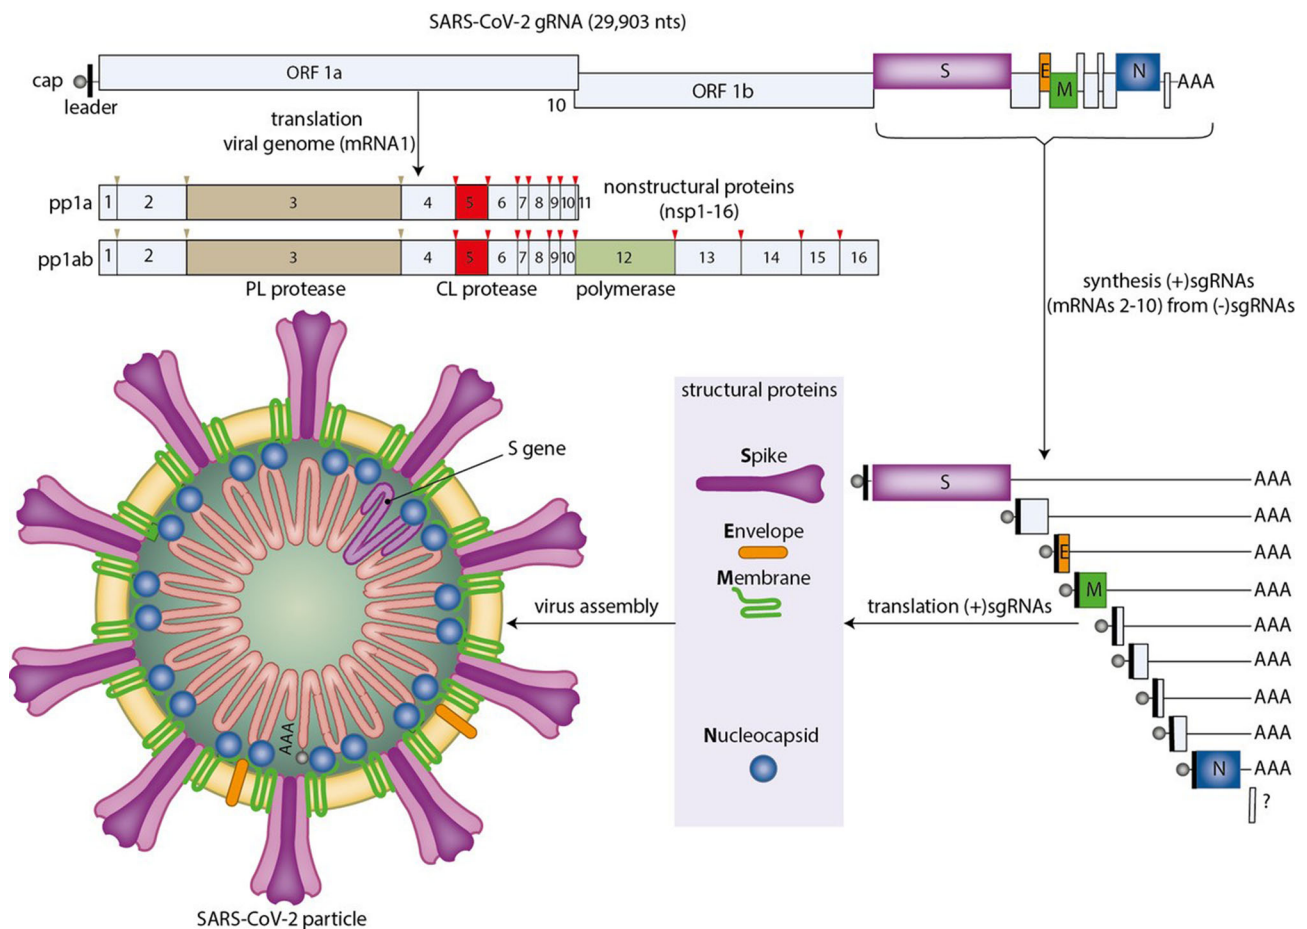 SARS-CoV-2 gRNA (29,903 nts)
cap
leader
ORF 1a
10
ORF 1b
S
E
M
N
AAA
translation
viral genome (mRNA1)
pp1a
1 2 3 4 5 6 7 8 9 10 11
nonstructural proteins
(nsp1-16)
pp1ab
1 2 3 4 5 6 7 8 9 10 12 13 14 15 16
PL protease
CL protease
polymerase
synthesis (+)sgRNAs
(mRNAs 2-10) from (-)sgRNAs
S gene
AAA
SARS-CoV-2 particle
virus assembly
structural proteins
Spike
Envelope
Membrane
Nucleocapsid
translation (+)sgRNAs
S AAA
AAA
E AAA
M AAA
AAA
AAA
AAA
AAA
N AAA
?